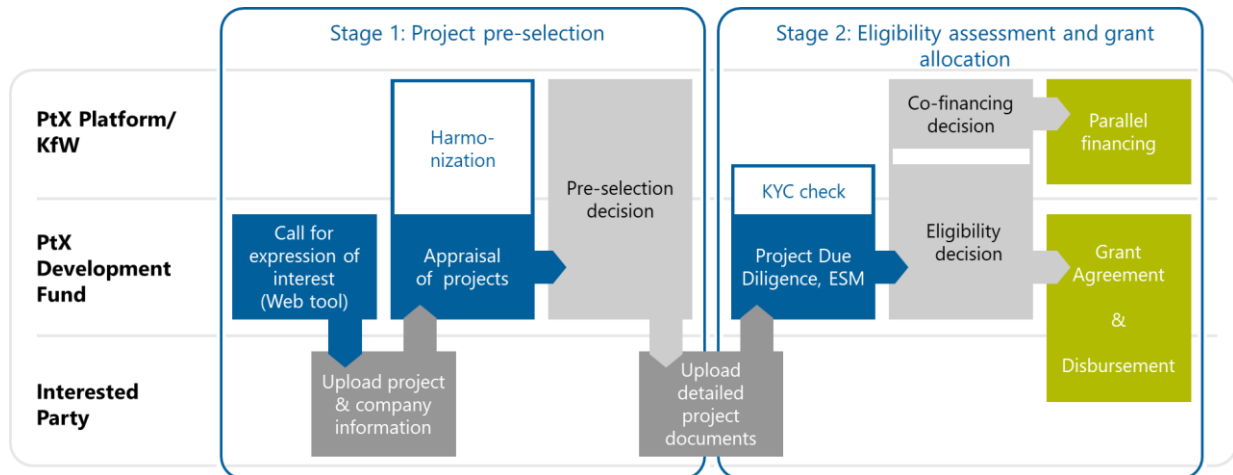 Stage 1: Project pre-selection
Stage 2: Eligibility assessment and grant
allocation
PtX Platform/
KfW
Harmo-
nization
Pre-selection
decision
Co-financing
decision
Parallel
financing
KYC check
PtX
Development
Fund
Call for
expression of
interest
(Web tool)
Appraisal
of projects
Project Due
Diligence, ESM
Eligibility
decision
Grant
Agreement
&
Disbursement
Interested
Party
Upload project
& company
information
Upload
detailed
project
documents